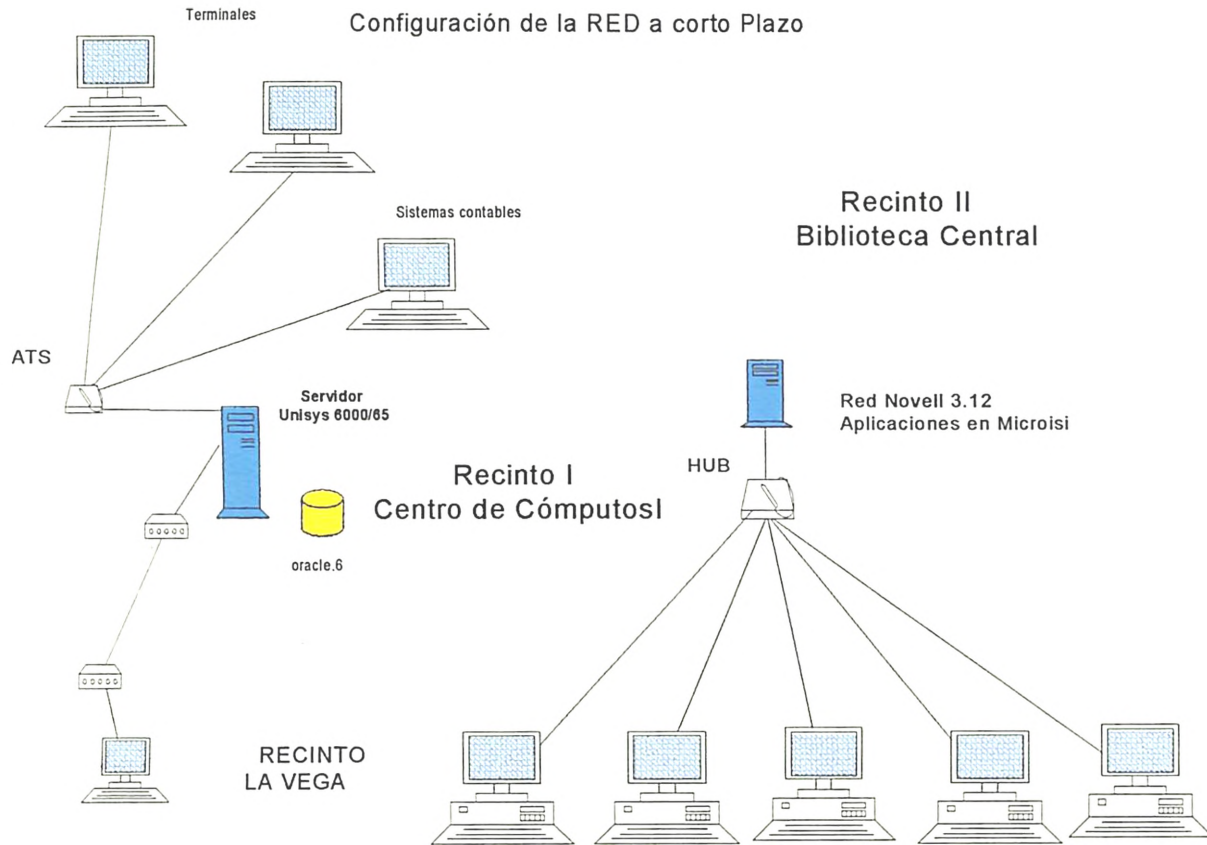 Terminales
Configuración de la RED a corto Plazo
Sistemas contables
Recinto II
Biblioteca Central
ATS
Servidor
Unisys 6000/65
Red Novell 3.12
Aplicaciones en Microisi
HUB
Recinto I
Centro de CómputosI
oracle.6
RECINTO
LA VEGA